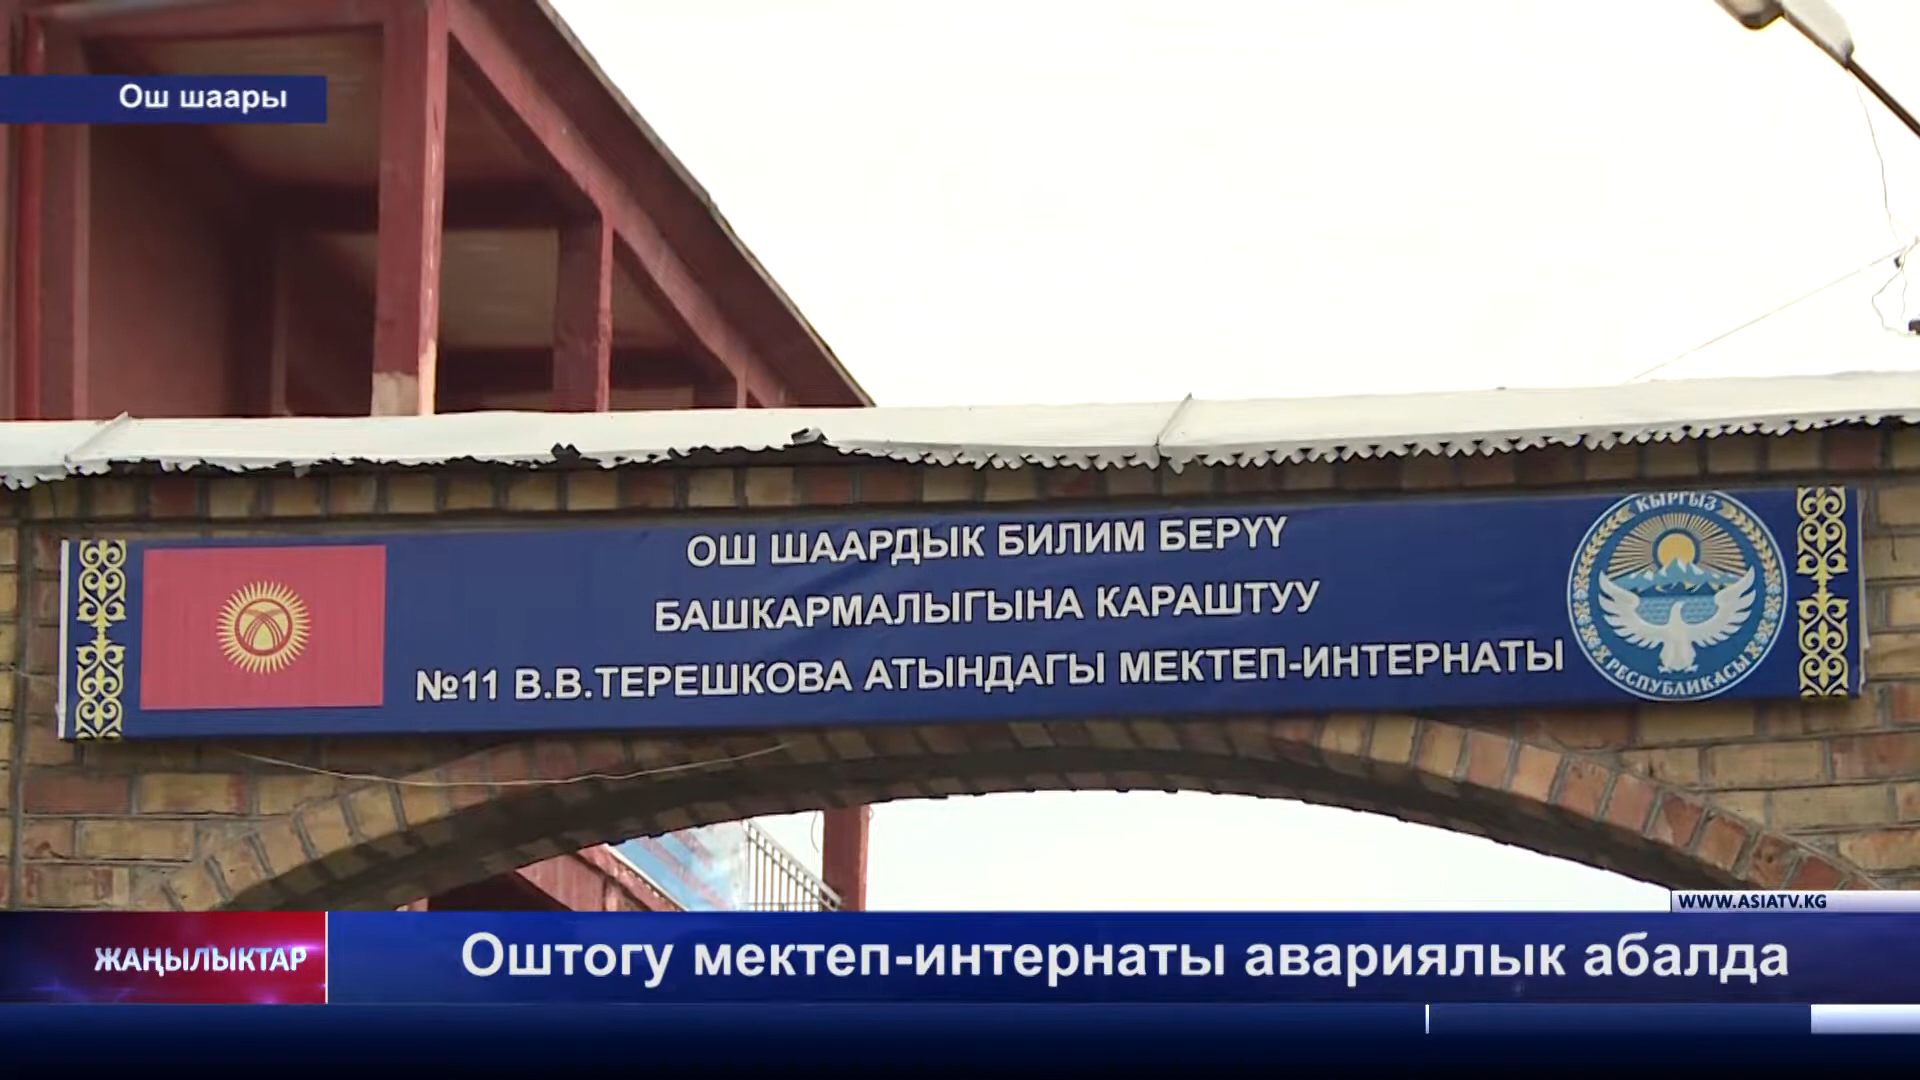 Ош шаары
ОШ ШААРДЫК БИЛИМ БЕРҮҮ
БАШКАРМАЛЫГЫНА КАРАШТУУ
№11 В.В.ТЕРЕШКОВА АТЫНДАГЫ МЕКТЕП-ИНТЕРНАТЫ
КЫРГЫЗ
РЕСПУБЛИКАСЫ
WWW.ASIATV.KG
ЖАҢЫЛЫКТАР
Оштогу мектеп-интернаты авариялык абалда